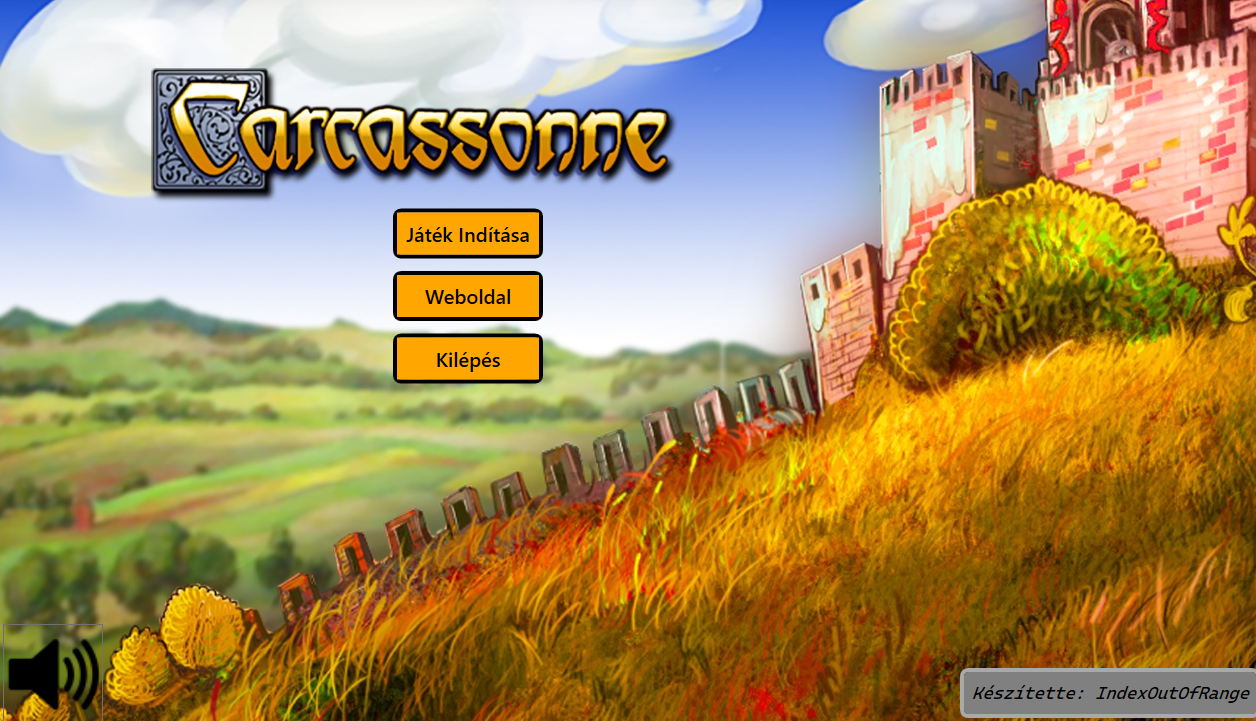 Carcassonne
Játék Indítása
Weboldal
Kilépés
Készítette: IndexOutOfRange